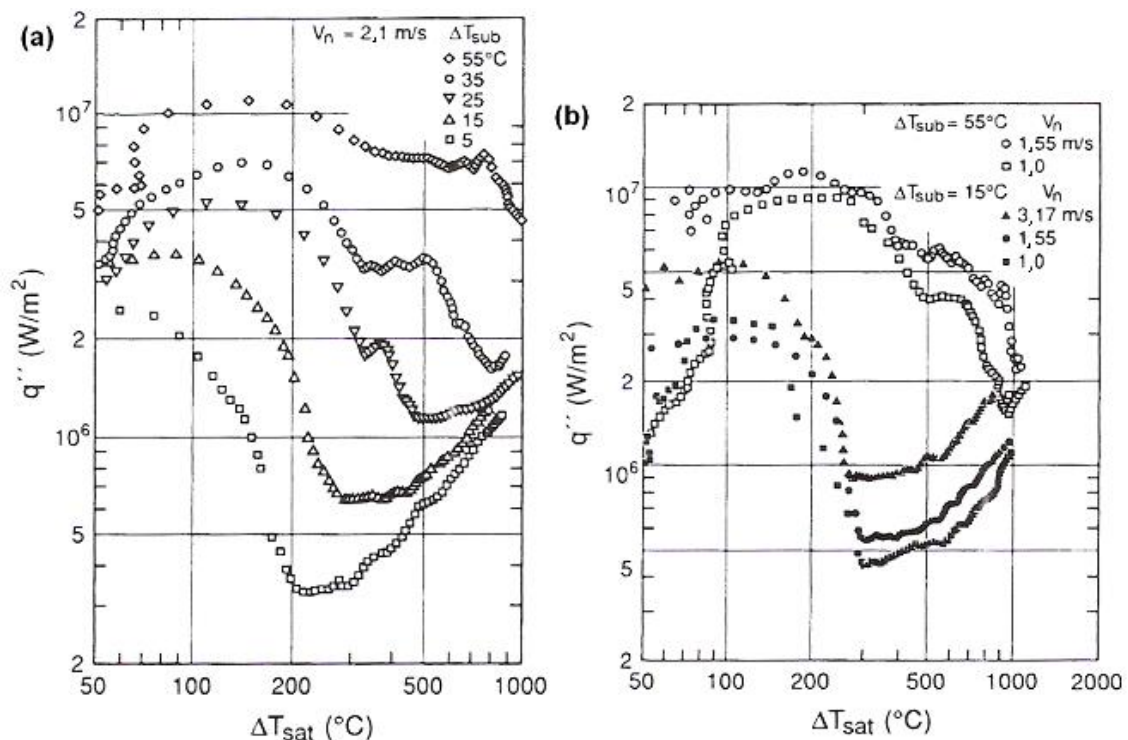 (a)
V_n = 2,1 m/s
ΔT_sub
◇ 55°C
○ 35
▽ 25
△ 15
□ 5
10^7
5
2
10^6
5
2
q´´ (W/m²)
50 100 200 500 1000
ΔT_sat (°C)
(b)
ΔT_sub = 55°C V_n
○ 1,55 m/s
□ 1,0
ΔT_sub = 15°C V_n
▲ 3,17 m/s
● 1,55
■ 1,0
2
10^7
5
2
10^6
5
2
q´´ (W/m²)
50 100 200 500 1000 2000
ΔT_sat (°C)